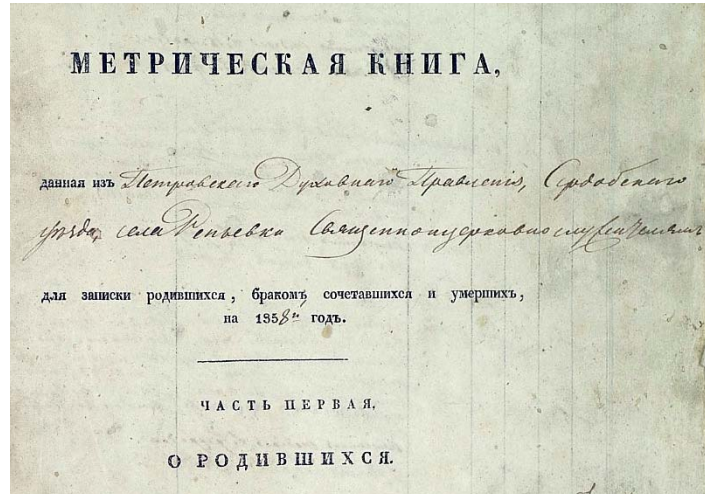 МЕТРИЧЕСКАЯ КНИГА,
данная изъ Петровскаго Духовнаго Правленія, Сердобскаго
уѣзда, села Репьевки Священноцерковнослужителямъ
для записки родившихся, бракомъ сочетавшихся и умершихъ,
на 1858й годъ.
ЧАСТЬ ПЕРВАЯ.
О РОДИВШИХСЯ.